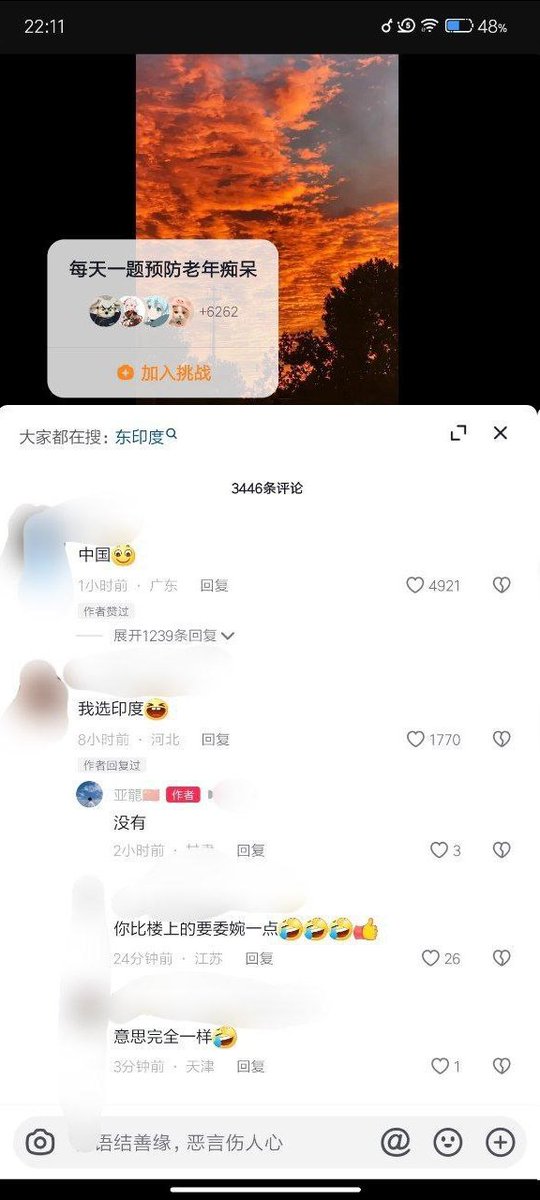 22:11
48%
每天一题预防老年痴呆
+6262
加入挑战
大家都在搜：东印度
3446条评论
中国
1小时前 · 广东 回复
4921
作者赞过
展开1239条回复
我选印度
8小时前 · 河北 回复
1770
作者回复过
亚龍 作者
没有
2小时前 · 回复
3
你比楼上的要委婉一点
24分钟前 · 江苏 回复
26
意思完全一样
3分钟前 · 天津 回复
1
语结善缘，恶言伤人心